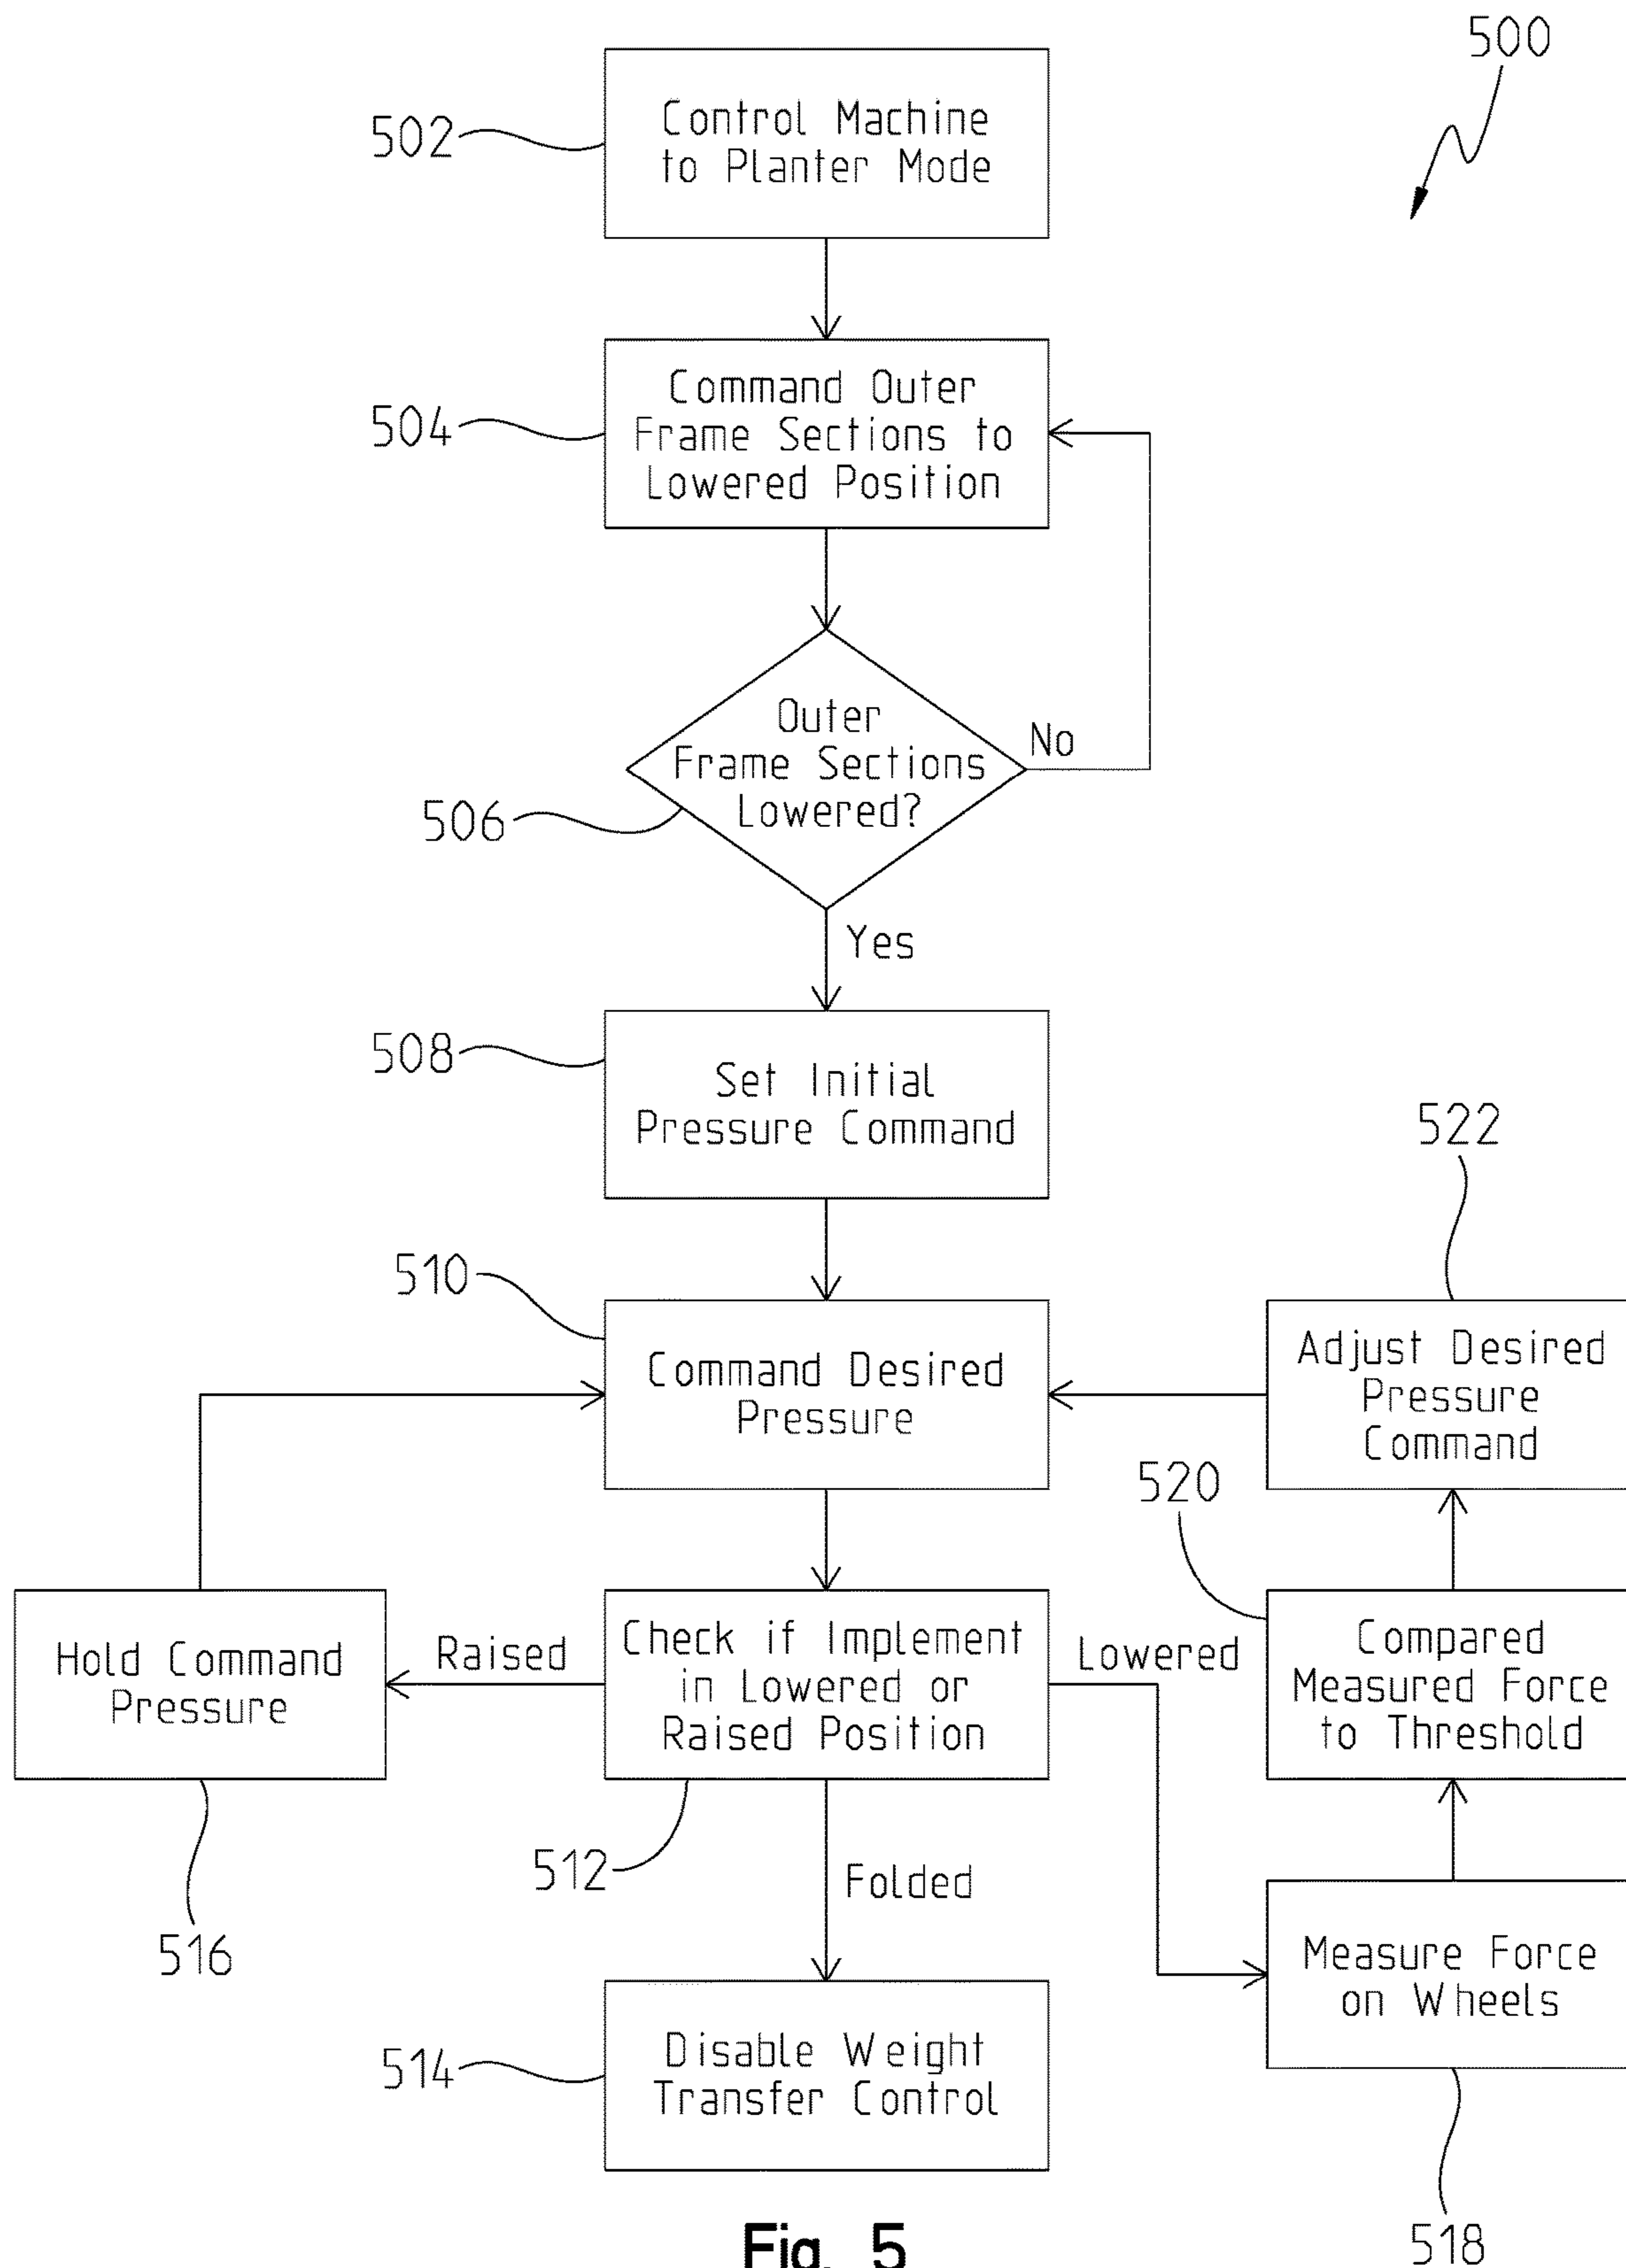 500
502
Control Machine
to Planter Mode
504
Command Outer
Frame Sections to
Lowered Position
506
Outer
Frame Sections
Lowered?
No
Yes
508
Set Initial
Pressure Command
522
510
Command Desired
Pressure
Adjust Desired
Pressure
Command
520
Hold Command
Pressure
Raised
Check if Implement
in Lowered or
Raised Position
Lowered
Compared
Measured Force
to Threshold
512
Folded
516
Measure Force
on Wheels
514
Disable Weight
Transfer Control
518
Fig. 5